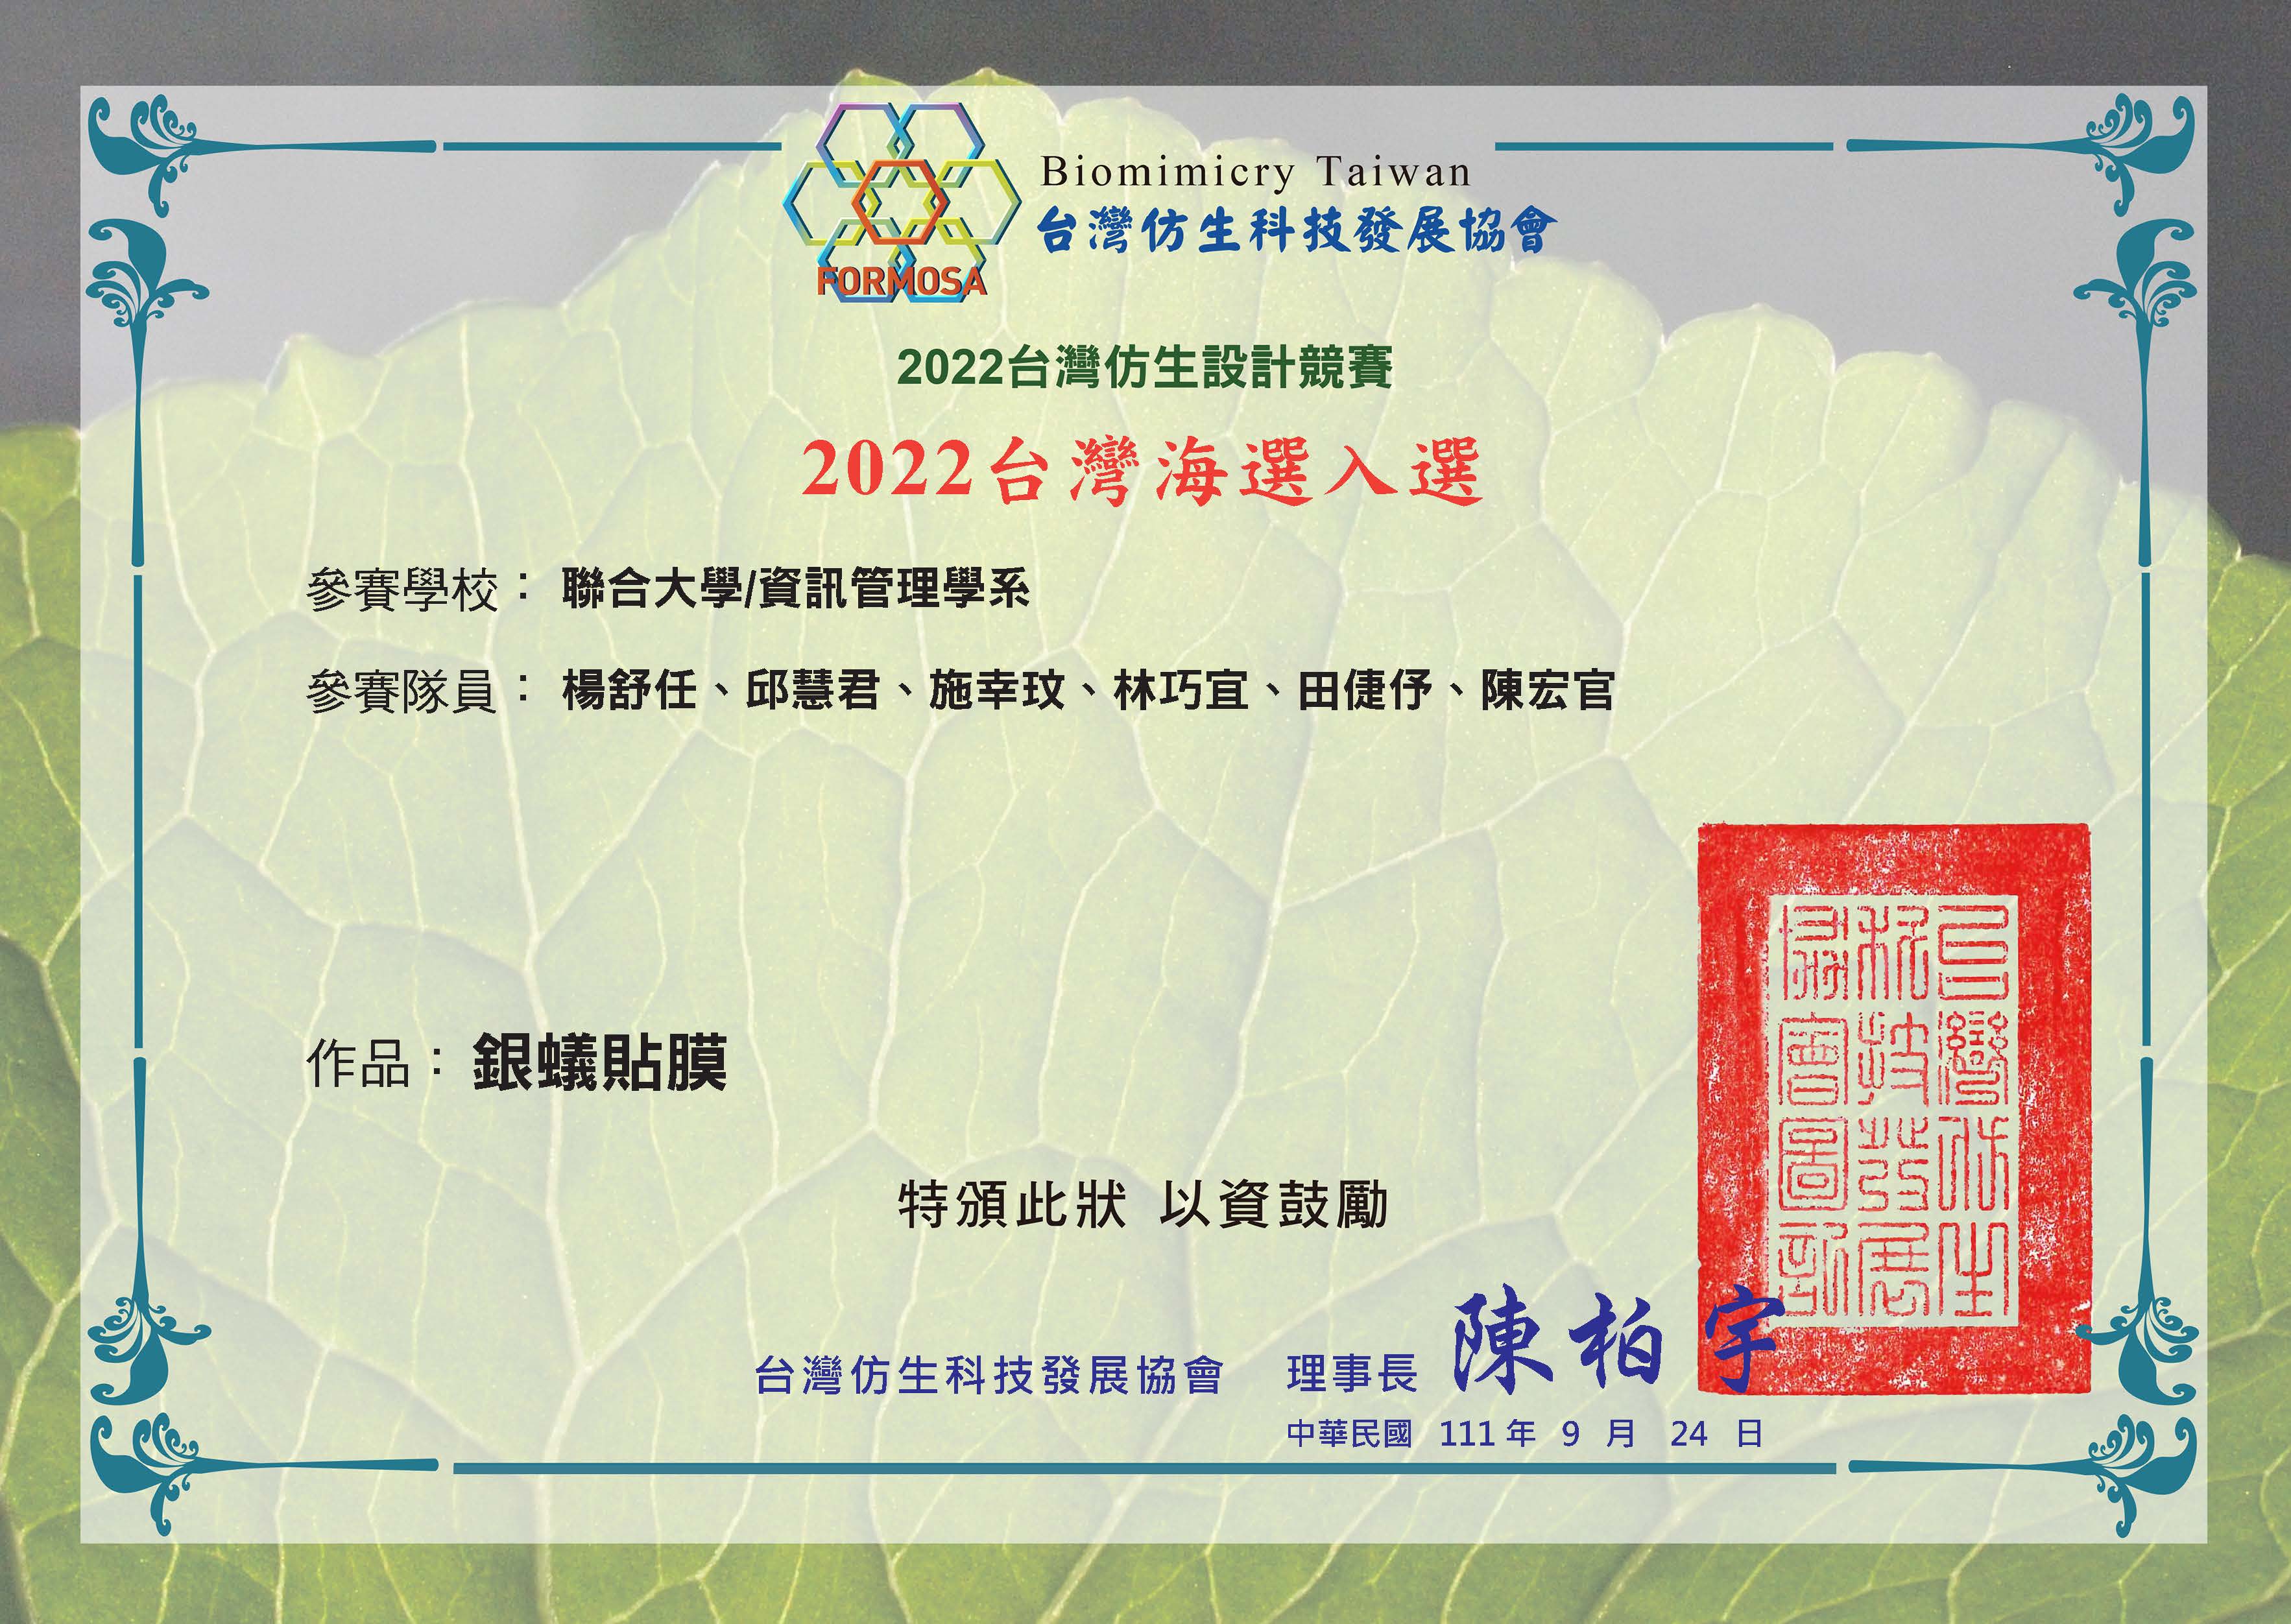 Biomimicry Taiwan
台灣仿生科技發展協會
FORMOSA
2022台灣仿生設計競賽
2022台灣海選入選
參賽學校：聯合大學/資訊管理學系
參賽隊員：楊舒任、邱慧君、施幸玟、林巧宜、田倢伃、陳宏官
作品：銀蟻貼膜
特頒此狀 以資鼓勵
台灣仿生科技發展協會 理事長 陳柏宇
中華民國 111 年 9 月 24 日
台灣仿生
科技發展
協會圖記